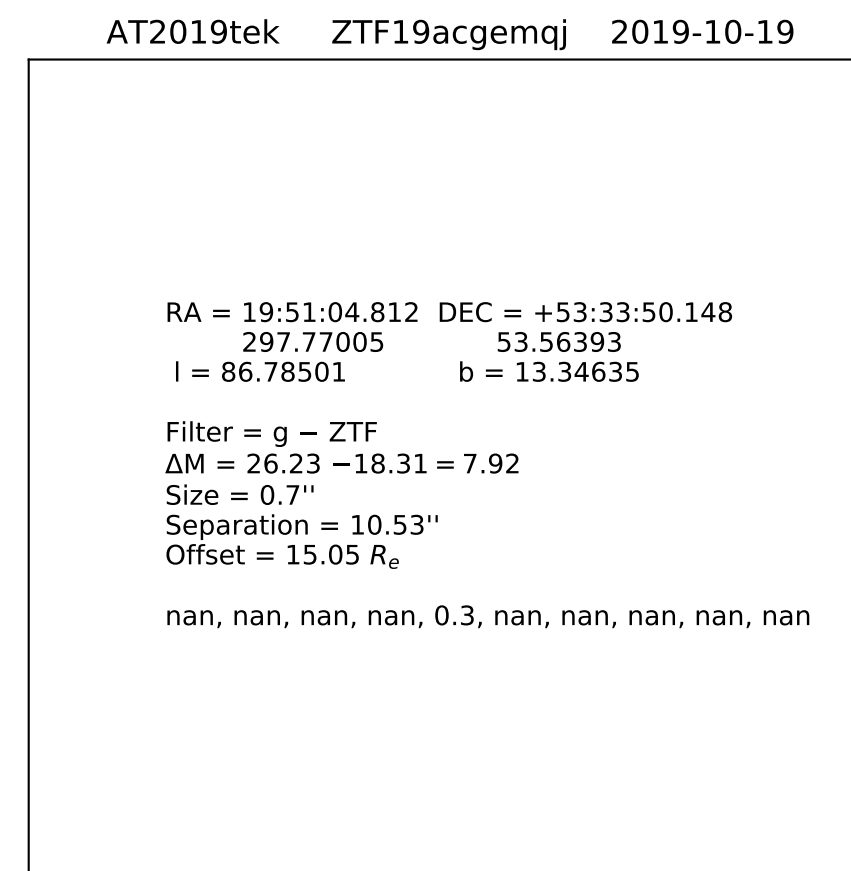 AT2019tek ZTF19acgemqj 2019-10-19
RA = 19:51:04.812 DEC = +53:33:50.148
297.77005 53.56393
l = 86.78501 b = 13.34635
Filter = g − ZTF
ΔM = 26.23 −18.31 = 7.92
Size = 0.7''
Separation = 10.53''
Offset = 15.05 Re
nan, nan, nan, nan, 0.3, nan, nan, nan, nan, nan